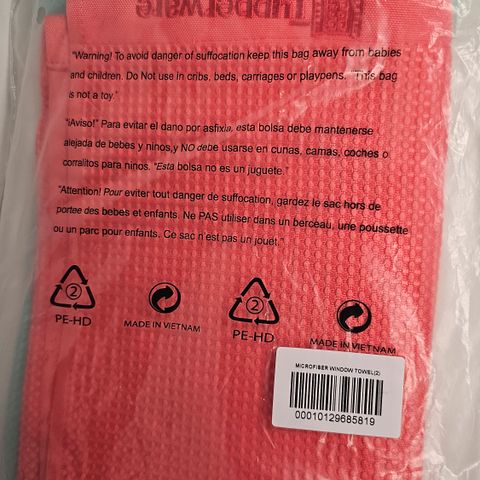 Tupperware
"Warning! To avoid danger of suffocation keep this bag away from babies
and children. Do Not use in cribs, beds, carriages or playpens. "This bag
is not a toy."
"¡Aviso!" Para evitar el dano por asfixia, esta bolsa debe mantenerse
alejada de bebes y ninos,y NO debe usarse en cunas, camas, coches o
corralitos para ninos. "Esta bolsa no es un juguete."
"Attention! Pour eviter tout danger de suffocation, gardez le sac hors de
portee des bebes et enfants. Ne PAS utiliser dans un berceau, une poussette
ou un parc pour enfants. Ce sac n'est pas un jouet."
2 2
PE-HD MADE IN VIETNAM PE-HD MADE IN VIETNAM
MICROFIBER WINDOW TOWEL(2)
00010129685819